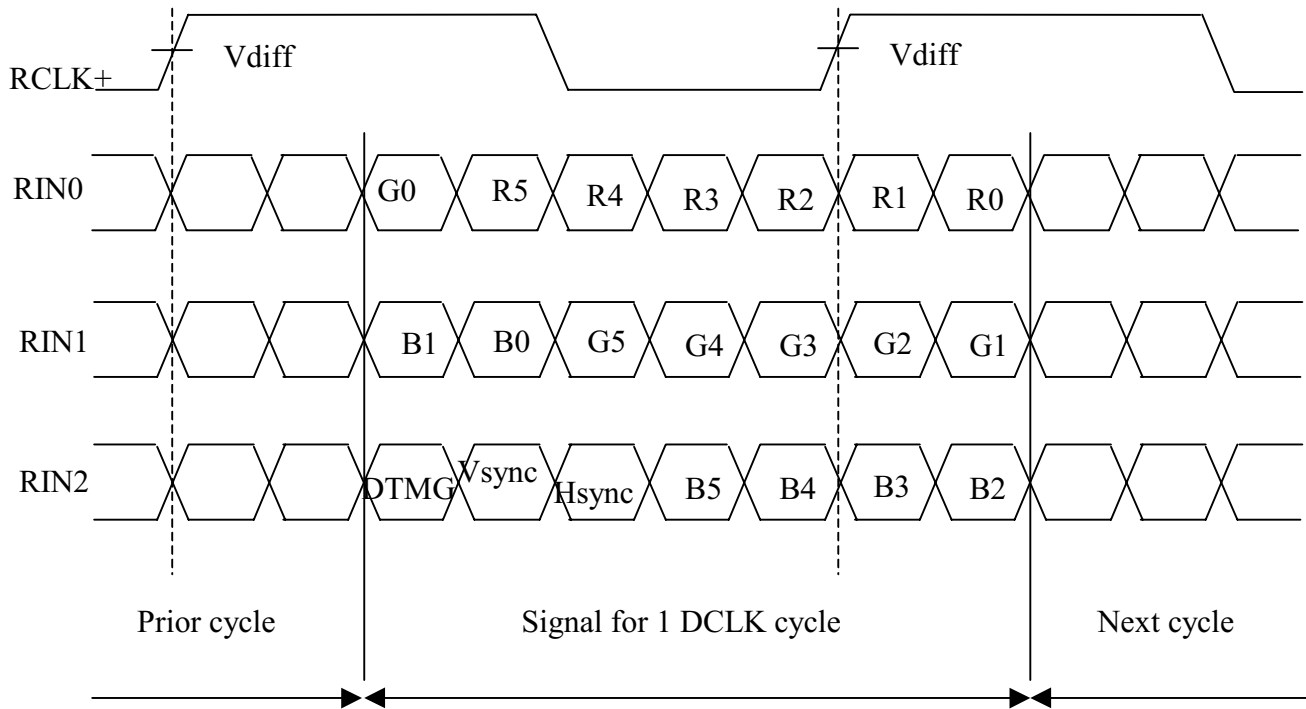 RCLK+ Vdiff Vdiff
RIN0 G0 R5 R4 R3 R2 R1 R0
RIN1 B1 B0 G5 G4 G3 G2 G1
RIN2 DTMG Vsync Hsync B5 B4 B3 B2
Prior cycle Signal for 1 DCLK cycle Next cycle